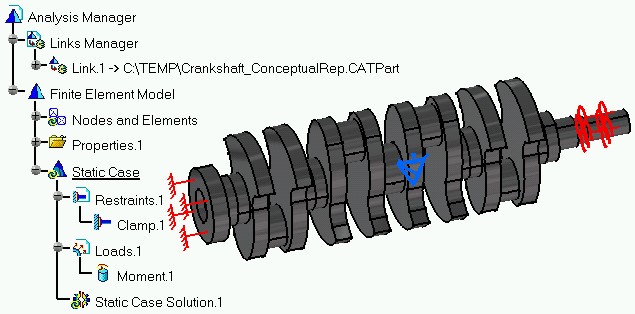 Analysis Manager
Links Manager
Link.1 -> C:\TEMP\Crankshaft_ConceptualRep.CATPart
Finite Element Model
Nodes and Elements
Properties.1
Static Case
Restraints.1
Clamp.1
Loads.1
Moment.1
Static Case Solution.1